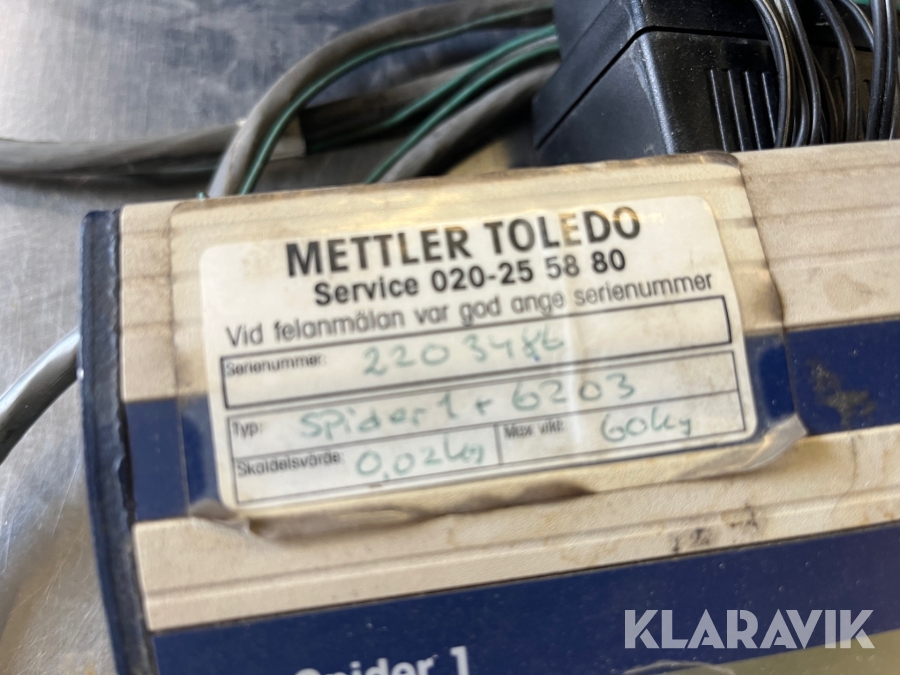 METTLER TOLEDO
Service 020-25 58 80
Vid felanmälan var god ange serienummer
Serienummer: 2203486
Typ: Spider 1 + 6203
Skaldelsvärde: 0,02kg Max vikt: 60kg
Spider 1
KLARAVIK